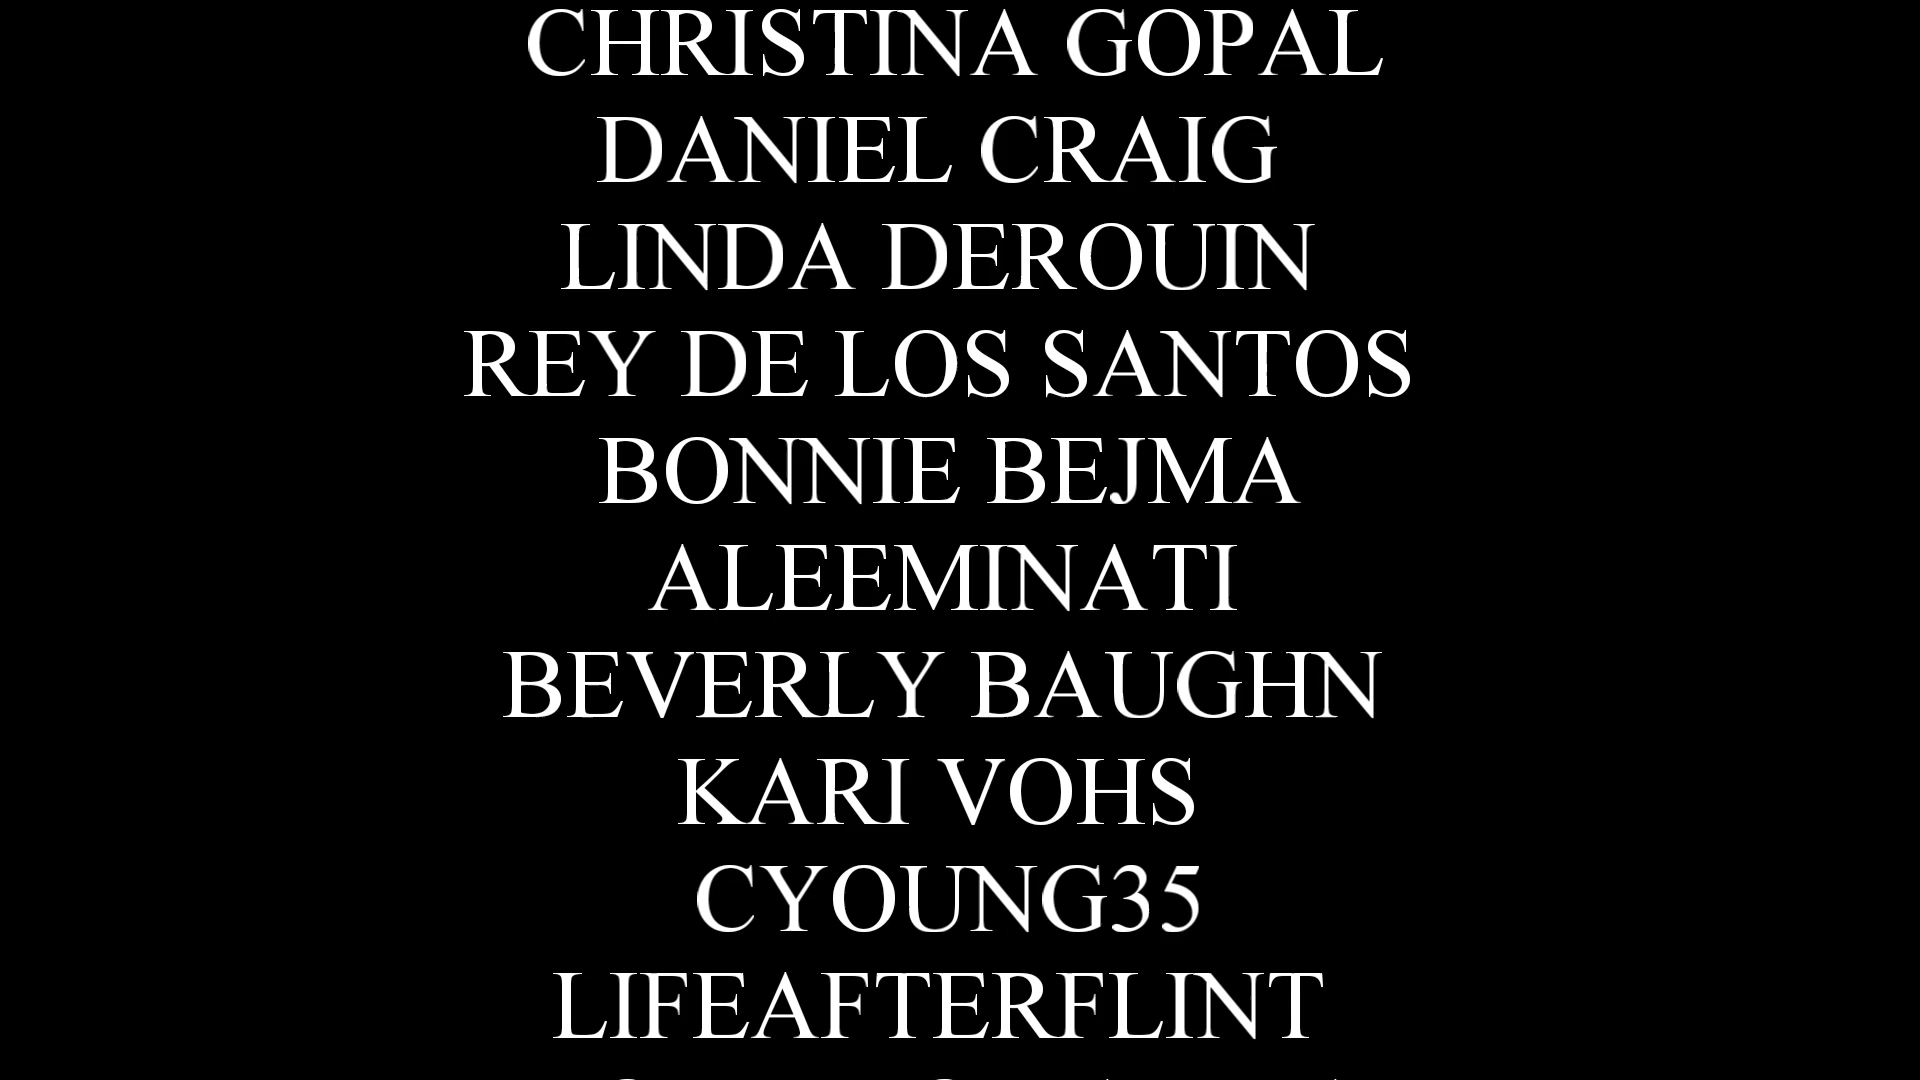 CHRISTINA GOPAL
DANIEL CRAIG
LINDA DEROUIN
REY DE LOS SANTOS
BONNIE BEJMA
ALEEMINATI
BEVERLY BAUGHN
KARI VOHS
CYOUNG35
LIFEAFTERFLINT